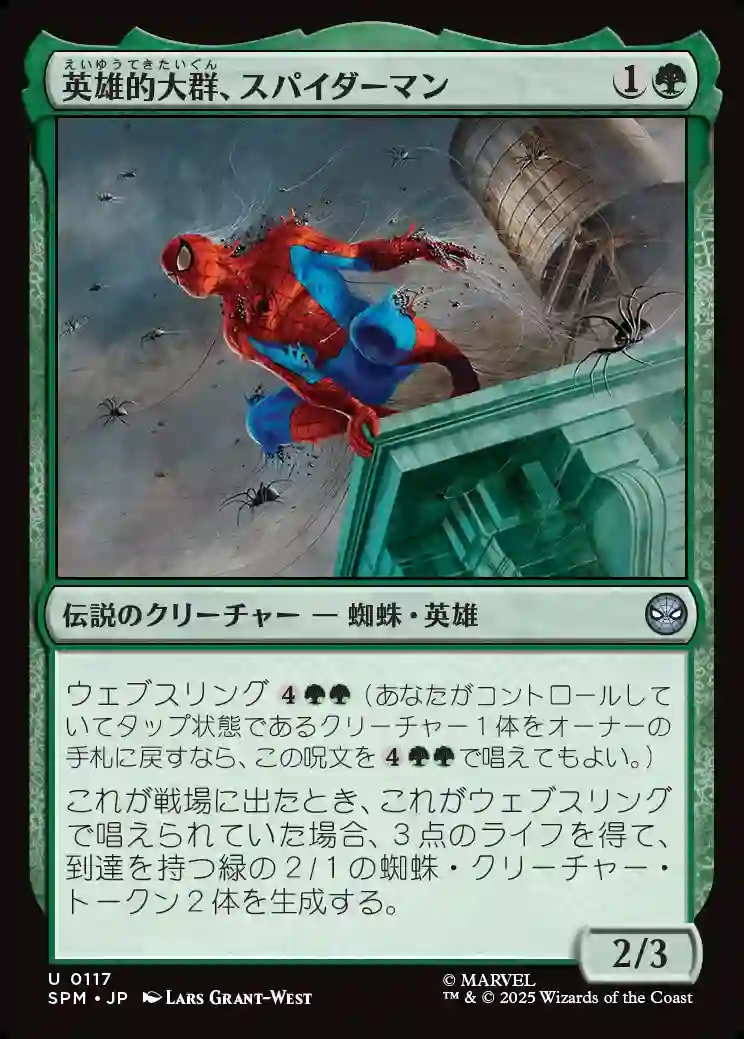 えいゆうてきたいぐん
英雄的大群、スパイダーマン
1
伝説のクリーチャー — 蜘蛛・英雄
ウェブスリング 4（あなたがコントロールして
いてタップ状態であるクリーチャー１体をオーナーの
手札に戻すなら、この呪文を 4で唱えてもよい。）
これが戦場に出たとき、これがウェブスリング
で唱えられていた場合、３点のライフを得て、
到達を持つ緑の２/１の蜘蛛・クリーチャー・
トークン２体を生成する。
2/3
U 0117
SPM • JP Lars Grant-West
© MARVEL
™ & © 2025 Wizards of the Coast